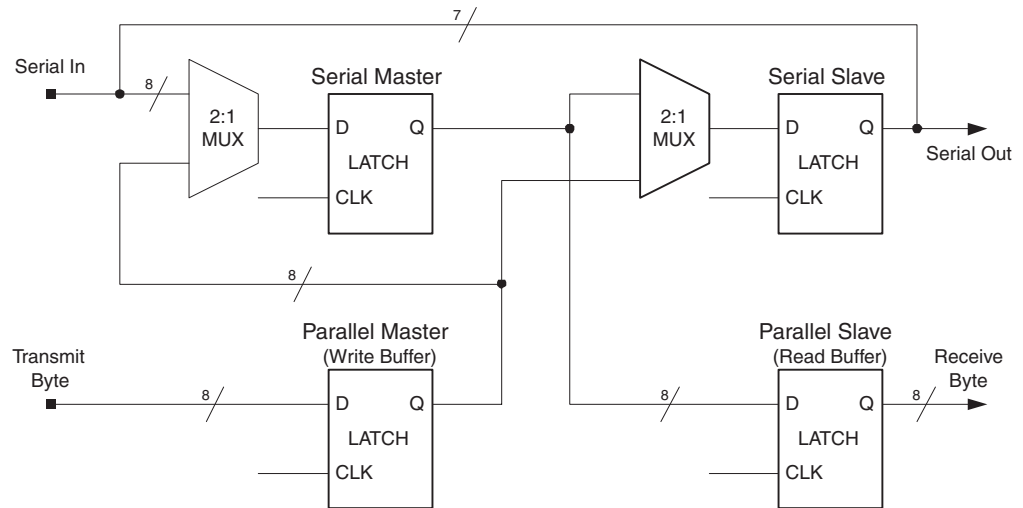 7
Serial In
8
2:1
MUX
Serial Master
D Q
LATCH
CLK
2:1
MUX
Serial Slave
D Q
LATCH
CLK
Serial Out
8
Transmit
Byte
8
Parallel Master
(Write Buffer)
D Q
LATCH
CLK
8
Parallel Slave
(Read Buffer)
D Q
LATCH
CLK
8
Receive
Byte